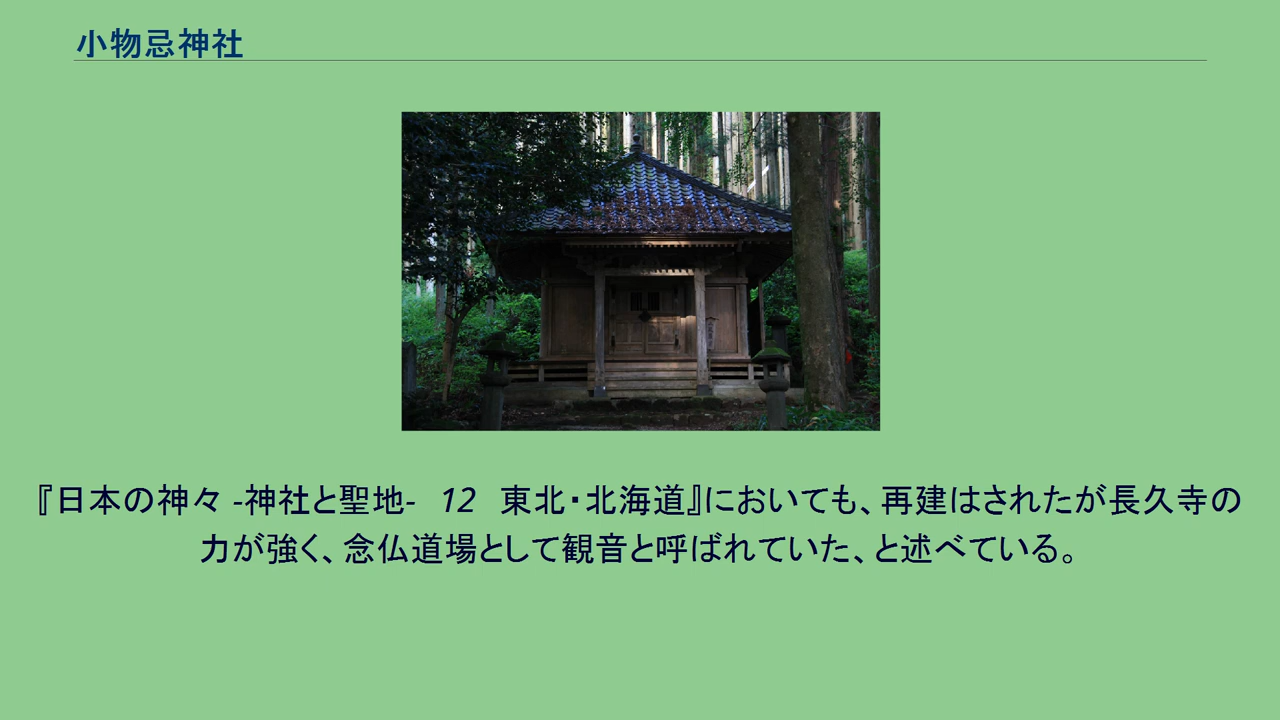 小物忌神社
『日本の神々 -神社と聖地- 12 東北・北海道』においても、再建はされたが長久寺の
力が強く、念仏道場として観音と呼ばれていた、と述べている。